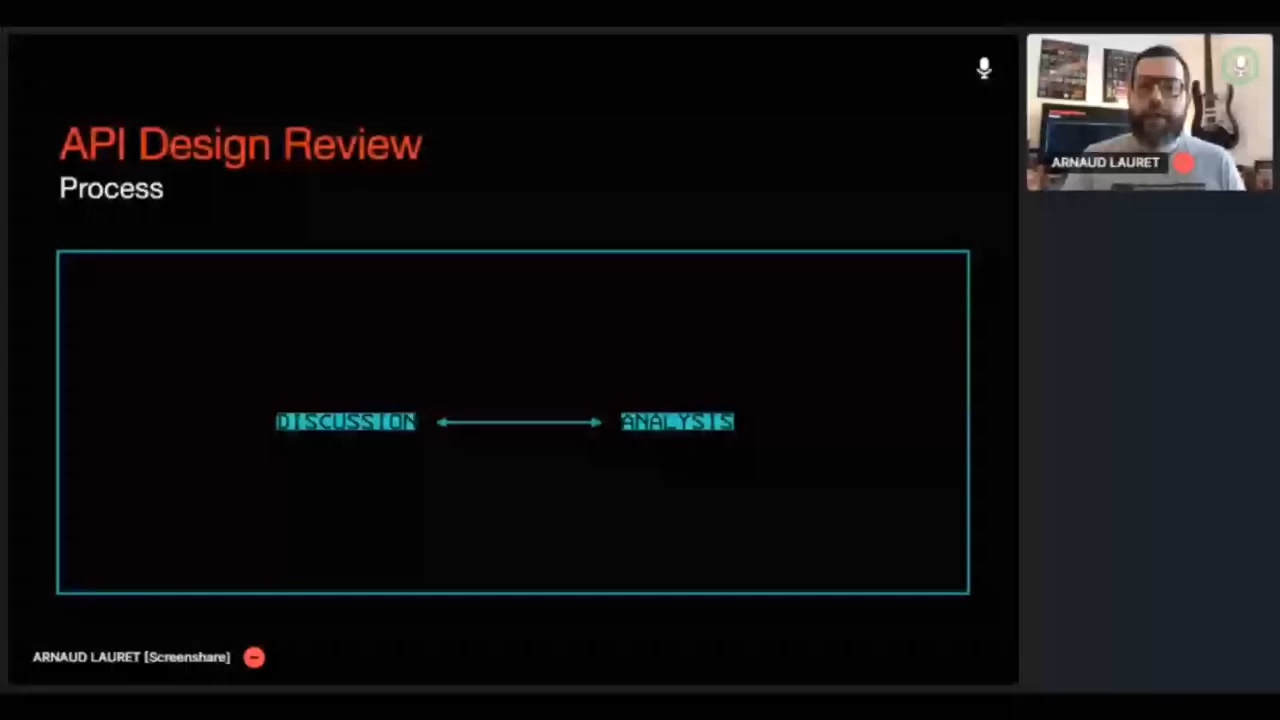 API Design Review
Process
DISCUSSION
ANALYSIS
ARNAUD LAURET [Screenshare]
ARNAUD LAURET